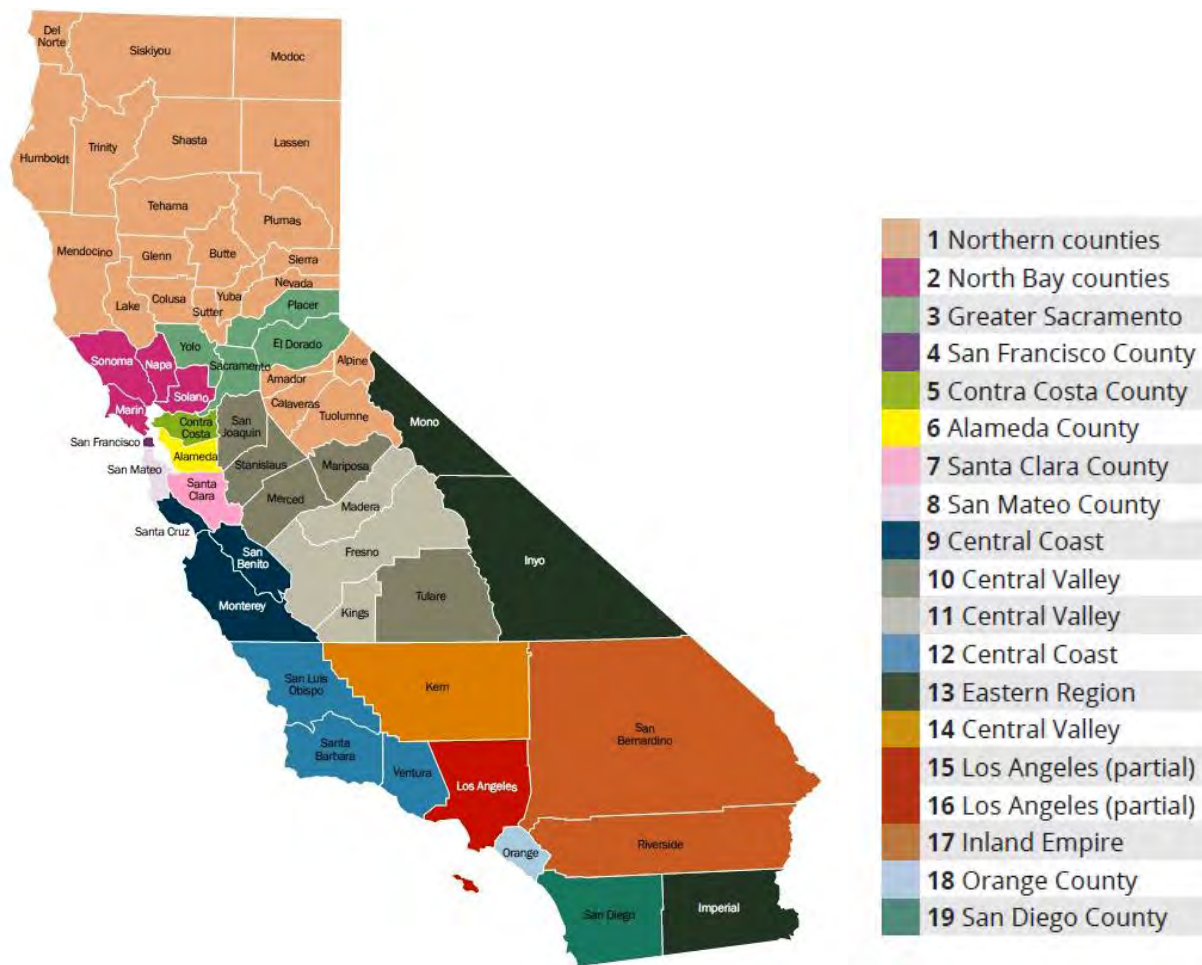 Del
Norte
Siskiyou
Modoc
Humboldt
Trinity
Shasta
Lassen
Tehama
Plumas
Mendocino
Glenn
Butte
Sierra
Nevada
Lake
Colusa
Yuba
Sutter
Placer
Yolo
El Dorado
Sonoma
Napa
Sacramento
Alpine
Solano
Amador
Marin
Calaveras
Contra
Costa
San
Joaquin
Tuolumne
Mono
San Francisco
Alameda
San Mateo
Stanislaus
Mariposa
Santa
Clara
Merced
Madera
Santa Cruz
San
Benito
Fresno
Inyo
Monterey
Kings
Tulare
San Luis
Obispo
Kern
San
Bernardino
Santa
Barbara
Ventura
Los Angeles
Orange
Riverside
San Diego
Imperial
1 Northern counties
2 North Bay counties
3 Greater Sacramento
4 San Francisco County
5 Contra Costa County
6 Alameda County
7 Santa Clara County
8 San Mateo County
9 Central Coast
10 Central Valley
11 Central Valley
12 Central Coast
13 Eastern Region
14 Central Valley
15 Los Angeles (partial)
16 Los Angeles (partial)
17 Inland Empire
18 Orange County
19 San Diego County